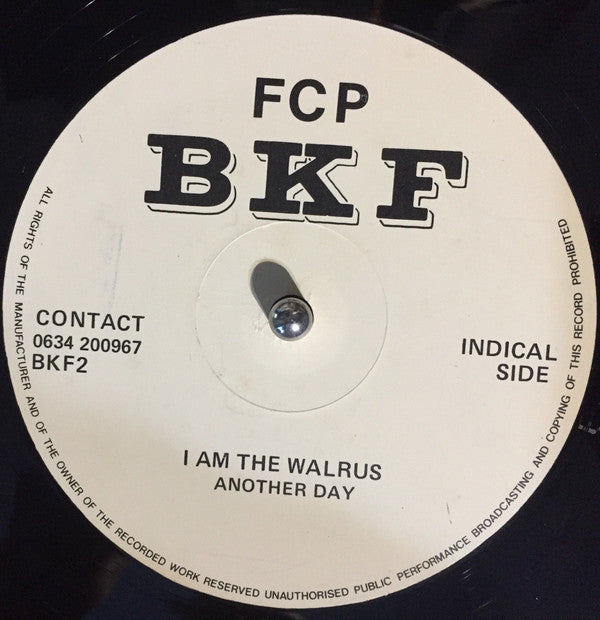 FCP
BKF
CONTACT
0634 200967
BKF2
INDICAL
SIDE
I AM THE WALRUS
ANOTHER DAY
ALL RIGHTS OF THE MANUFACTURER AND OF THE OWNER OF THE RECORDED WORK RESERVED UNAUTHORISED PUBLIC PERFORMANCE BROADCASTING AND COPYING OF THIS RECORD PROHIBITED